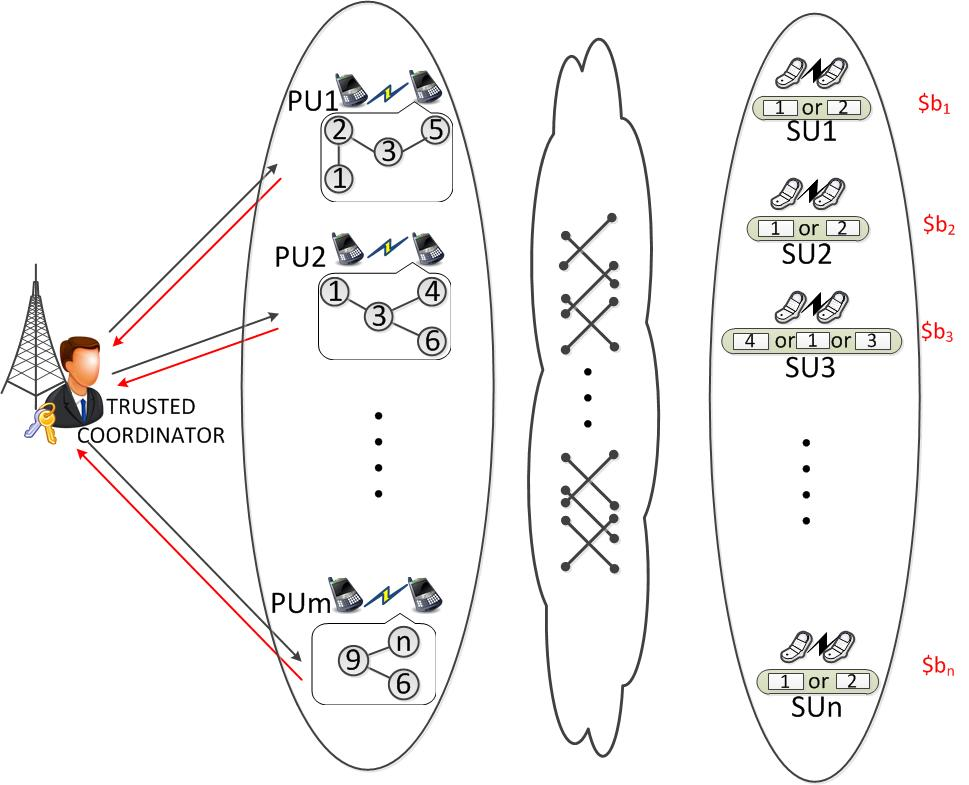 PU1
2
5
3
1
PU2
1
4
3
6
PUm
n
9
6
TRUSTED
COORDINATOR
1 or 2
SU1
$b1
1 or 2
SU2
$b2
4 or 1 or 3
SU3
$b3
1 or 2
SUn
$bn